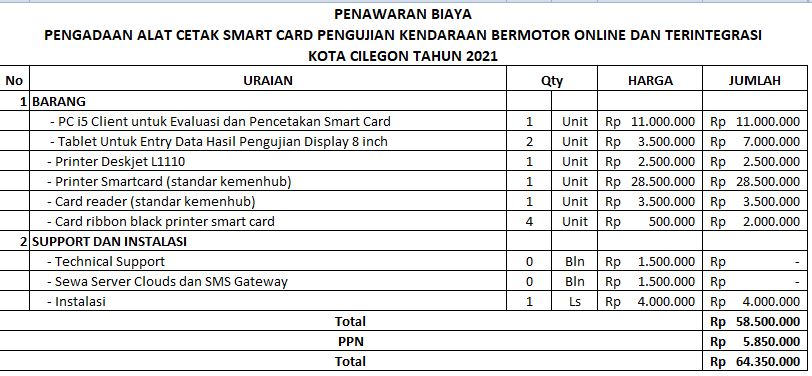 PENAWARAN BIAYA
PENGADAAN ALAT CETAK SMART CARD PENGUJIAN KENDARAAN BERMOTOR ONLINE DAN TERINTEGRASI
KOTA CILEGON TAHUN 2021
No URAIAN Qty HARGA JUMLAH
1 BARANG
- PC i5 Client untuk Evaluasi dan Pencetakan Smart Card 1 Unit Rp 11.000.000 Rp 11.000.000
- Tablet Untuk Entry Data Hasil Pengujian Display 8 inch 2 Unit Rp 3.500.000 Rp 7.000.000
- Printer Deskjet L1110 1 Unit Rp 2.500.000 Rp 2.500.000
- Printer Smartcard (standar kemenhub) 1 Unit Rp 28.500.000 Rp 28.500.000
- Card reader (standar kemenhub) 1 Unit Rp 3.500.000 Rp 3.500.000
- Card ribbon black printer smart card 4 Unit Rp 500.000 Rp 2.000.000
2 SUPPORT DAN INSTALASI
- Technical Support 0 Bln Rp 1.500.000 Rp -
- Sewa Server Clouds dan SMS Gateway 0 Bln Rp 1.500.000 Rp -
- Instalasi 1 Ls Rp 4.000.000 Rp 4.000.000
Total Rp 58.500.000
PPN Rp 5.850.000
Total Rp 64.350.000